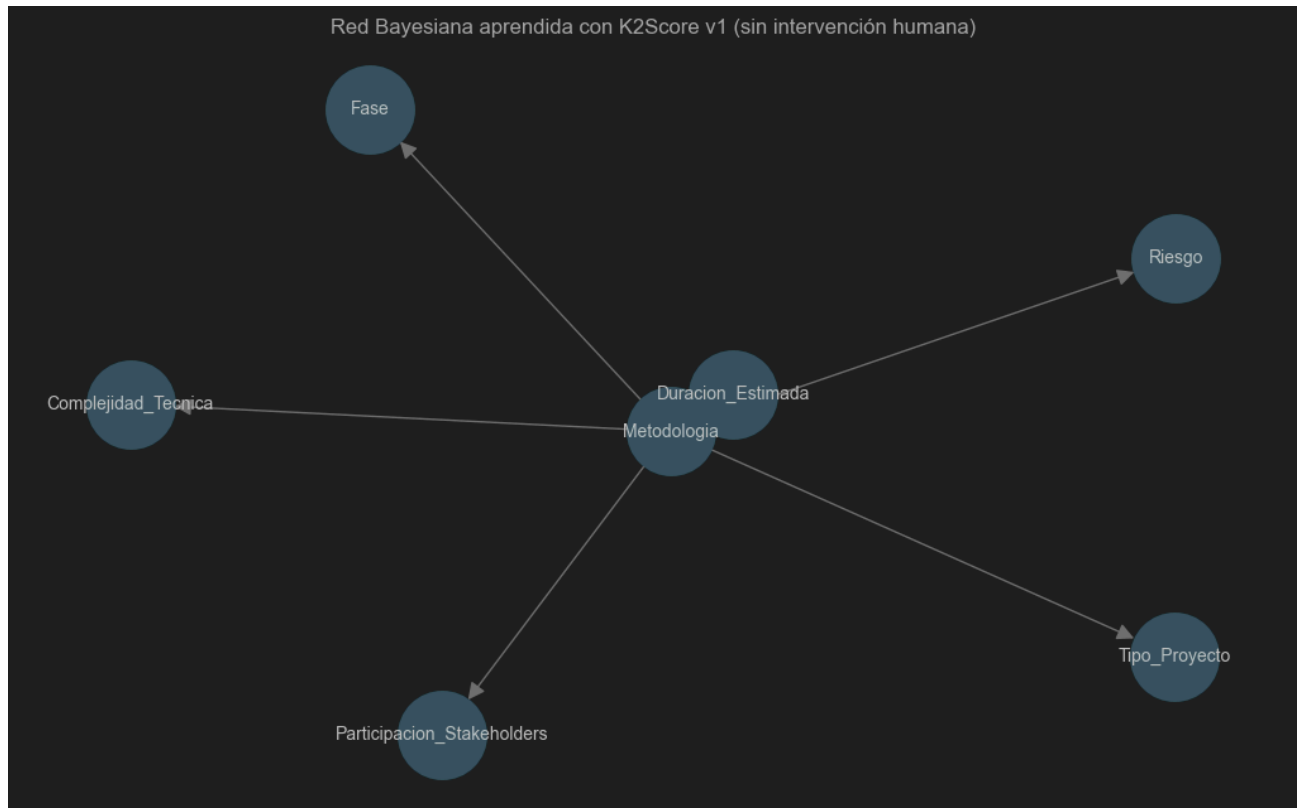 Red Bayesiana aprendida con K2Score v1 (sin intervención humana)
Fase
Riesgo
Duracion_Estimada
Complejidad_Tecnica
Metodologia
Tipo_Proyecto
Participacion_Stakeholders